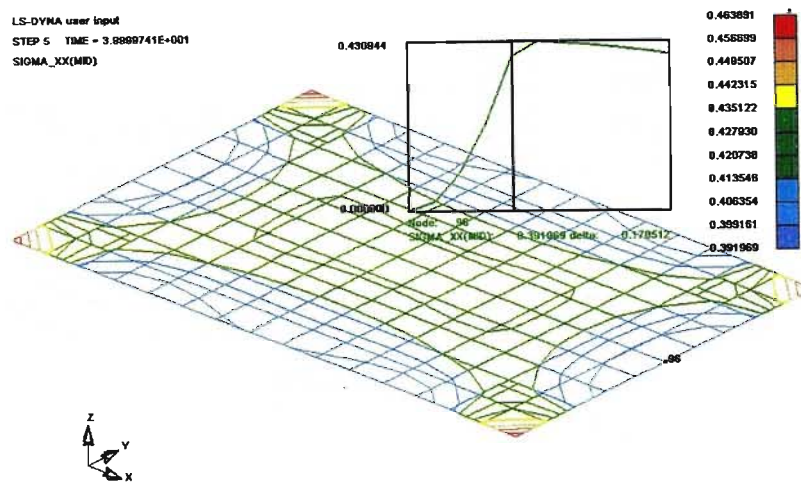 LS-DYNA user input
STEP 5 TIME = 3.9999741E+001
SIGMA_XX(MID)
0.430844
0.463891
0.456699
0.449507
0.442315
0.435122
0.427930
0.420738
0.413546
0.406354
0.399161
0.391969
Node: 96
SIGMA_XX(MID): 0.391969 delta: 0.178512
96
Z
Y
X